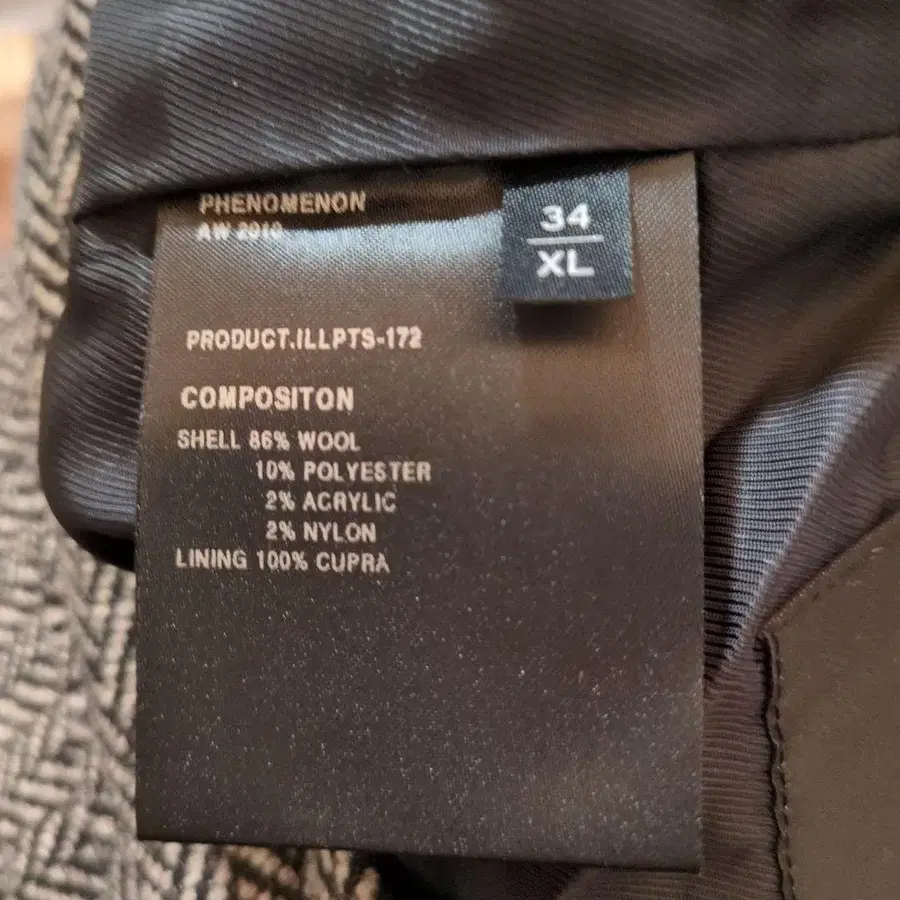 PHENOMENON
AW 2010
34
XL
PRODUCT.ILLPTS-172
COMPOSITON
SHELL 86% WOOL
10% POLYESTER
2% ACRYLIC
2% NYLON
LINING 100% CUPRA